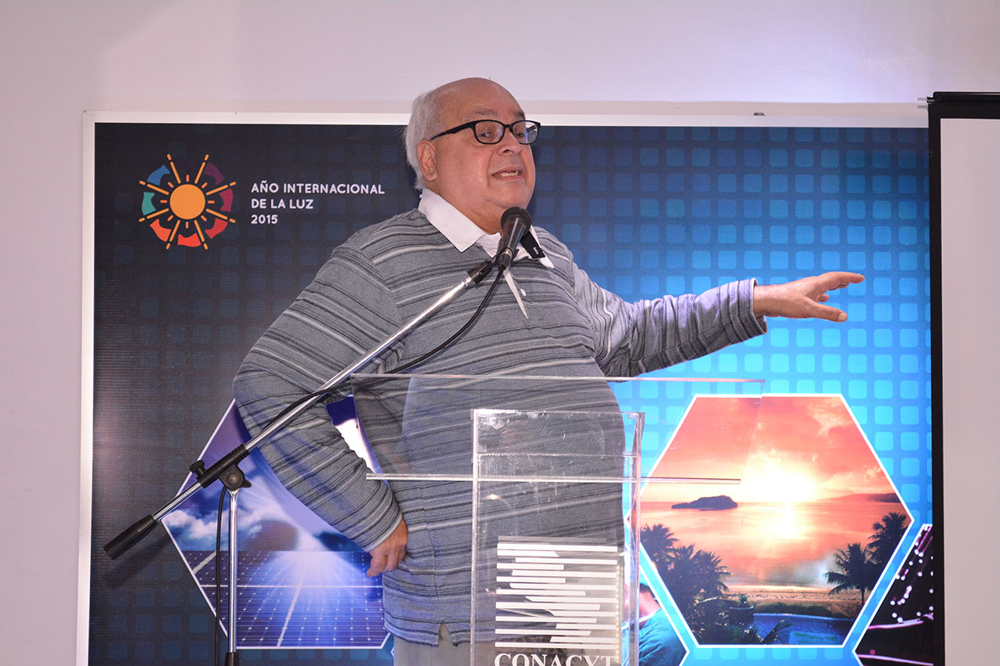 AÑO INTERNACIONAL
DE LA LUZ
2015
CONACYT